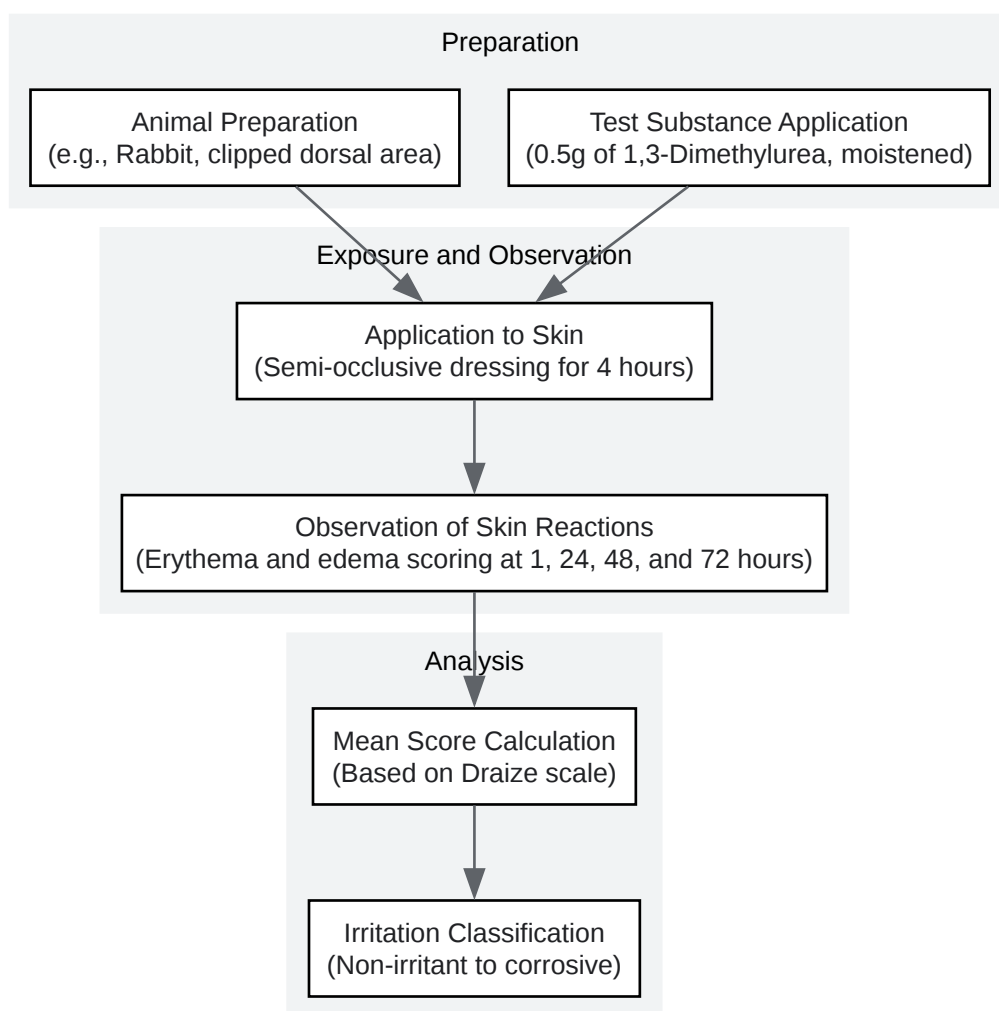 Preparation
Animal Preparation
(e.g., Rabbit, clipped dorsal area)
Test Substance Application
(0.5g of 1,3-Dimethylurea, moistened)
Exposure and Observation
Application to Skin
(Semi-occlusive dressing for 4 hours)
Observation of Skin Reactions
(Erythema and edema scoring at 1, 24, 48, and 72 hours)
Analysis
Mean Score Calculation
(Based on Draize scale)
Irritation Classification
(Non-irritant to corrosive)